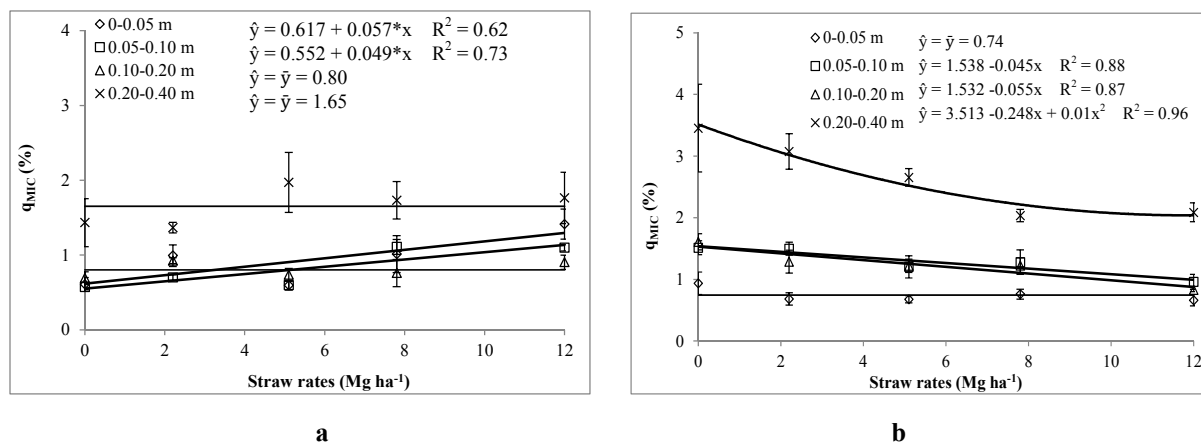 4
3
2
1
0
q_MIC (%)
0-0.05 m ŷ = 0.617 + 0.057*x R² = 0.62
0.05-0.10 m ŷ = 0.552 + 0.049*x R² = 0.73
0.10-0.20 m ŷ = ȳ = 0.80
0.20-0.40 m ŷ = ȳ = 1.65
0 2 4 6 8 10 12
Straw rates (Mg ha⁻¹)
a
5
4
3
2
1
0
q_MIC (%)
0-0.05 m ŷ = ȳ = 0.74
0.05-0.10 m ŷ = 1.538 -0.045x R² = 0.88
0.10-0.20 m ŷ = 1.532 -0.055x R² = 0.87
0.20-0.40 m ŷ = 3.513 -0.248x + 0.01x² R² = 0.96
0 2 4 6 8 10 12
Straw rates (Mg ha⁻¹)
b